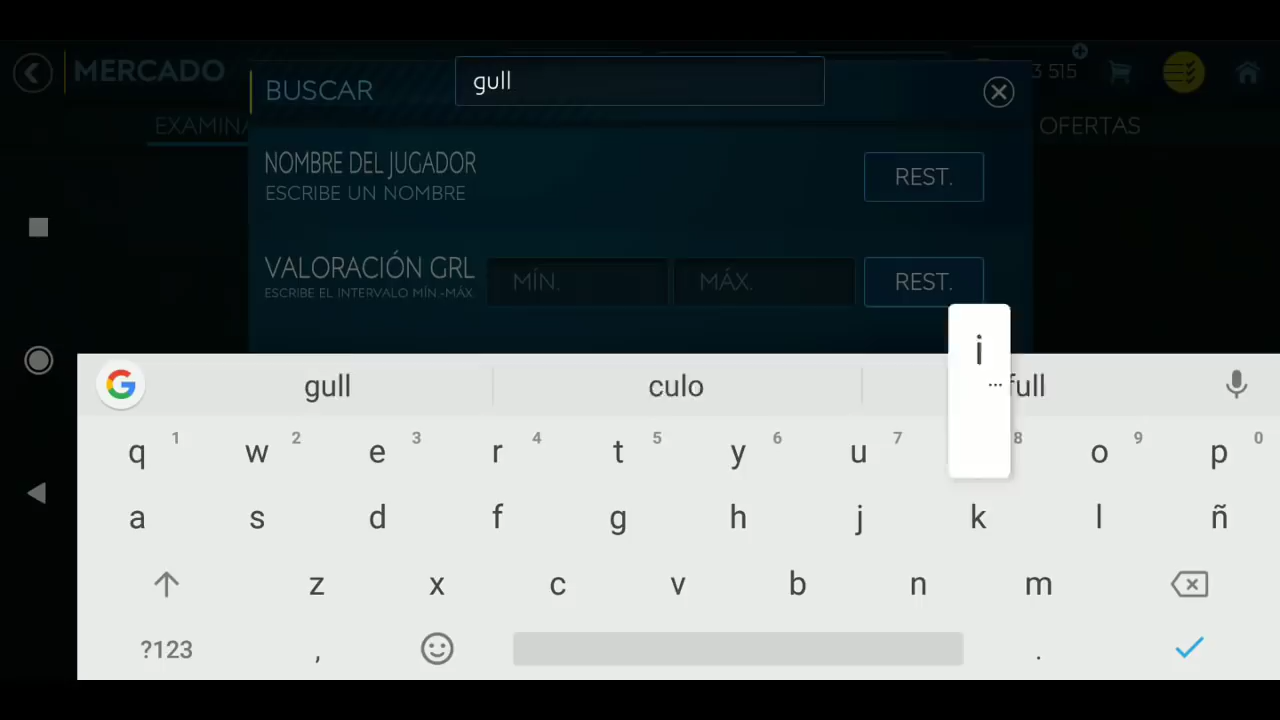 MERCADO
BUSCAR
gull
3 515
EXAMINA
OFERTAS
NOMBRE DEL JUGADOR
ESCRIBE UN NOMBRE
REST.
VALORACIÓN GRL
ESCRIBE EL INTERVALO MÍN.-MÁX.
MÍN.
MÁX.
REST.
i
...
gull
culo
full
q 1 w 2 e 3 r 4 t 5 y 6 u 7 8 o 9 p 0
a s d f g h j k l ñ
z x c v b n m
?123 , .